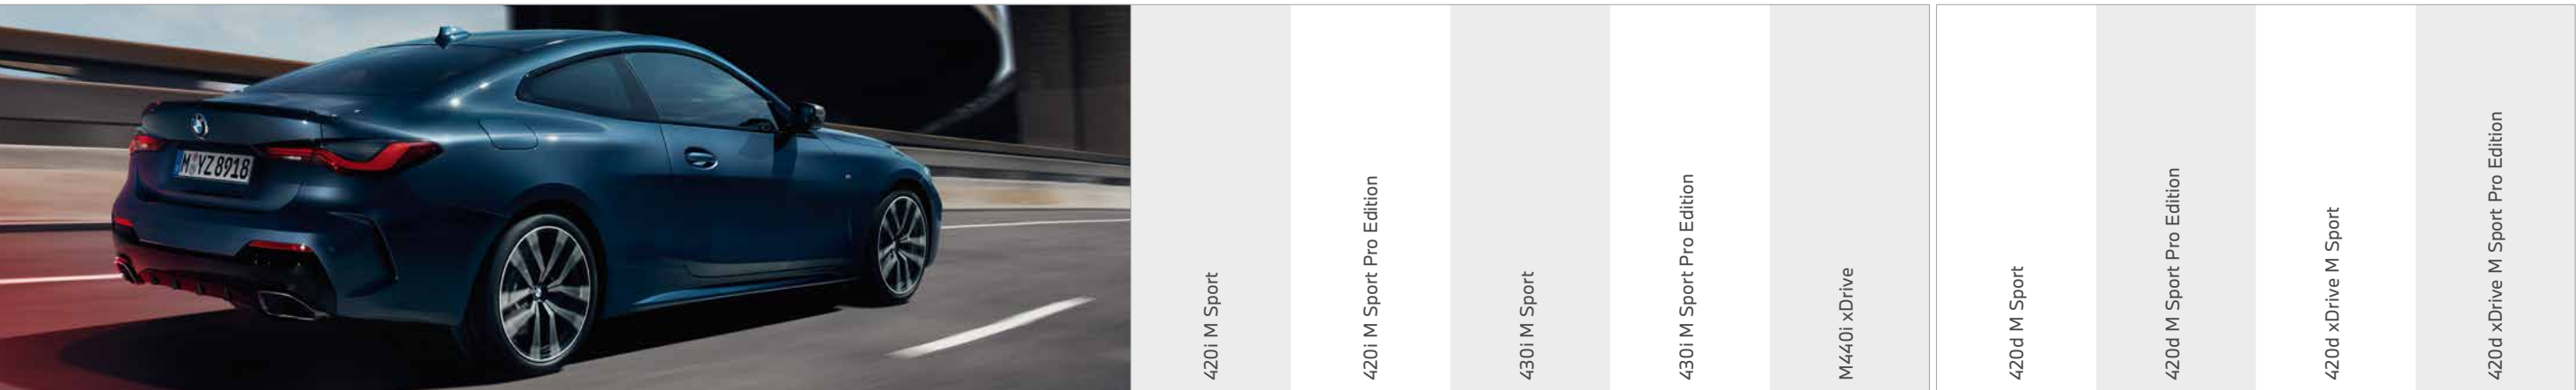 M YZ 8918
420i M Sport
420i M Sport Pro Edition
430i M Sport
430i M Sport Pro Edition
M440i xDrive
420d M Sport
420d M Sport Pro Edition
420d xDrive M Sport
420d xDrive M Sport Pro Edition